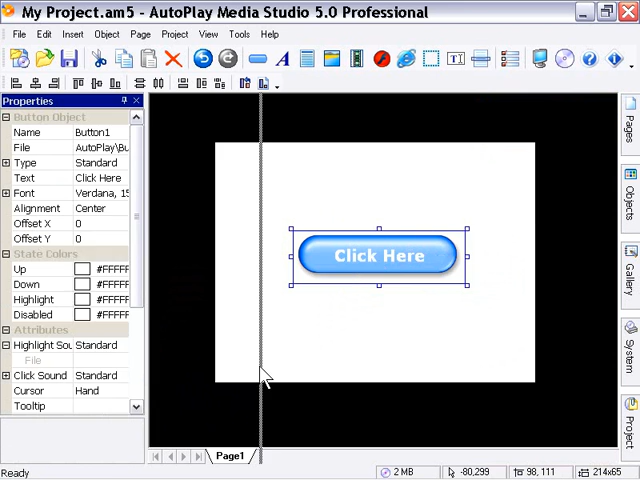 My Project.am5 - AutoPlay Media Studio 5.0 Professional
File Edit Insert Object Page Project View Tools Help
Properties
Button Object
Name Button1
File AutoPlay\Bu
Type Standard
Text Click Here
Font Verdana, 15
Alignment Center
Offset X 0
Offset Y 0
State Colors
Up #FFFFF
Down #FFFFF
Highlight #FFFFF
Disabled #FFFFF
Attributes
Highlight Sou Standard
File
Click Sound Standard
Cursor Hand
Tooltip
Click Here
Pages
Objects
Gallery
System
Project
Page1
Ready
2 MB
-80,299
98, 111
214x65